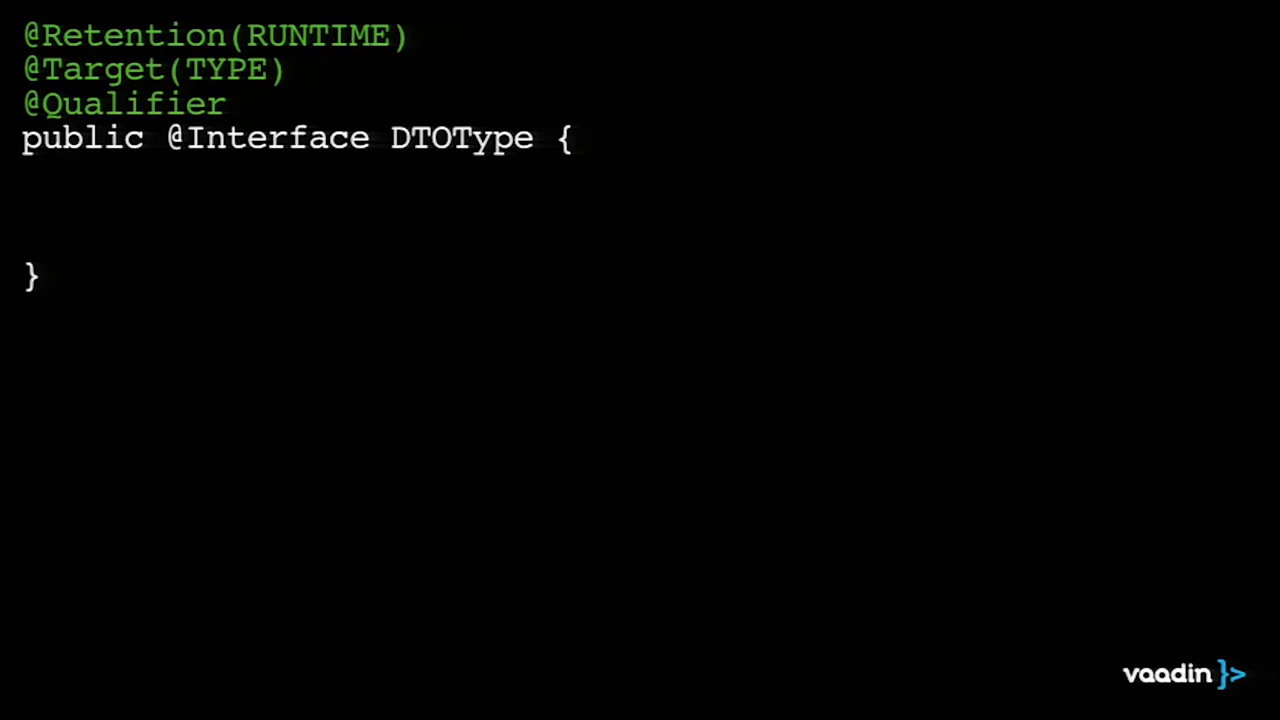 @Retention(RUNTIME)
@Target(TYPE)
@Qualifier
public @Interface DTOType {
}
vaadin }>